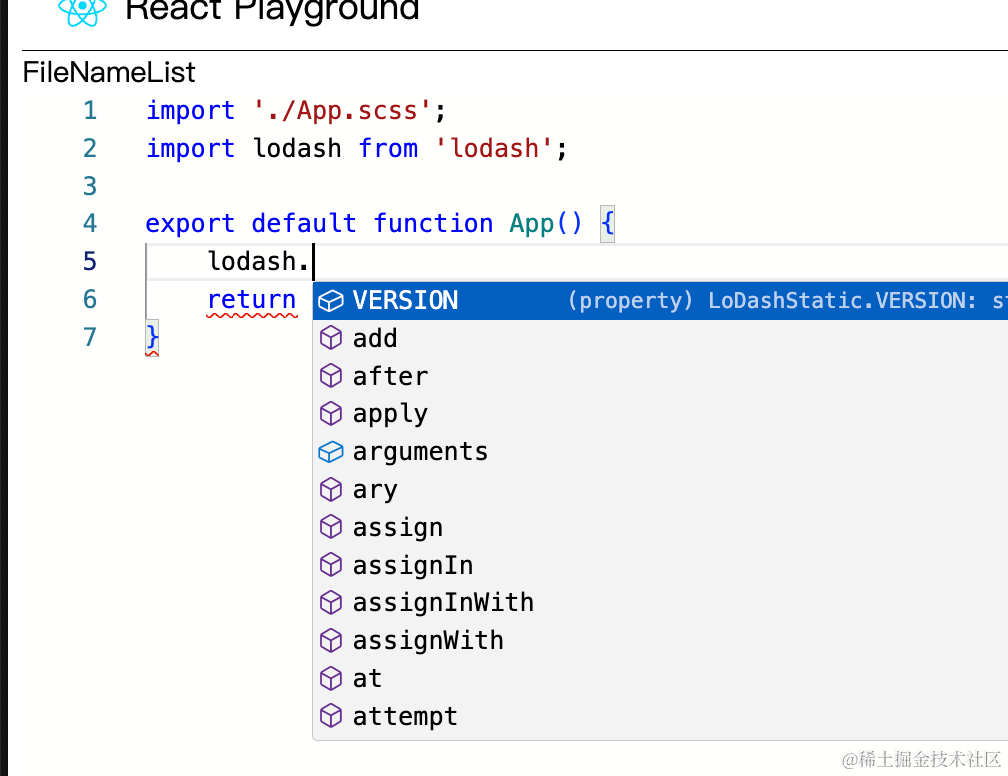 React Playground
FileNameList
1 import './App.scss';
2 import lodash from 'lodash';
3
4 export default function App() {
5 lodash.
6 return
7 }
VERSION (property) LoDashStatic.VERSION:
add
after
apply
arguments
ary
assign
assignIn
assignInWith
assignWith
at
attempt
@稀土掘金技术社区